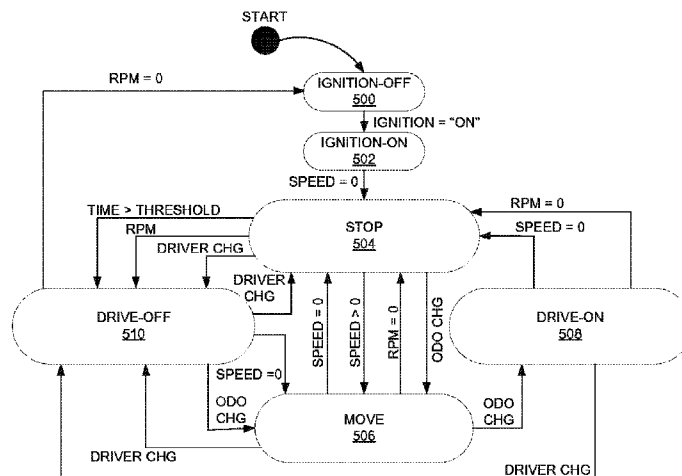 START
RPM = 0
IGNITION-OFF
500
IGNITION = "ON"
IGNITION-ON
502
SPEED = 0
TIME > THRESHOLD
RPM
DRIVER CHG
STOP
504
RPM = 0
SPEED = 0
DRIVER
CHG
DRIVE-OFF
510
SPEED = 0
SPEED > 0
RPM = 0
ODO CHG
DRIVE-ON
508
SPEED =0
ODO
CHG
MOVE
506
ODO
CHG
DRIVER CHG
DRIVER CHG